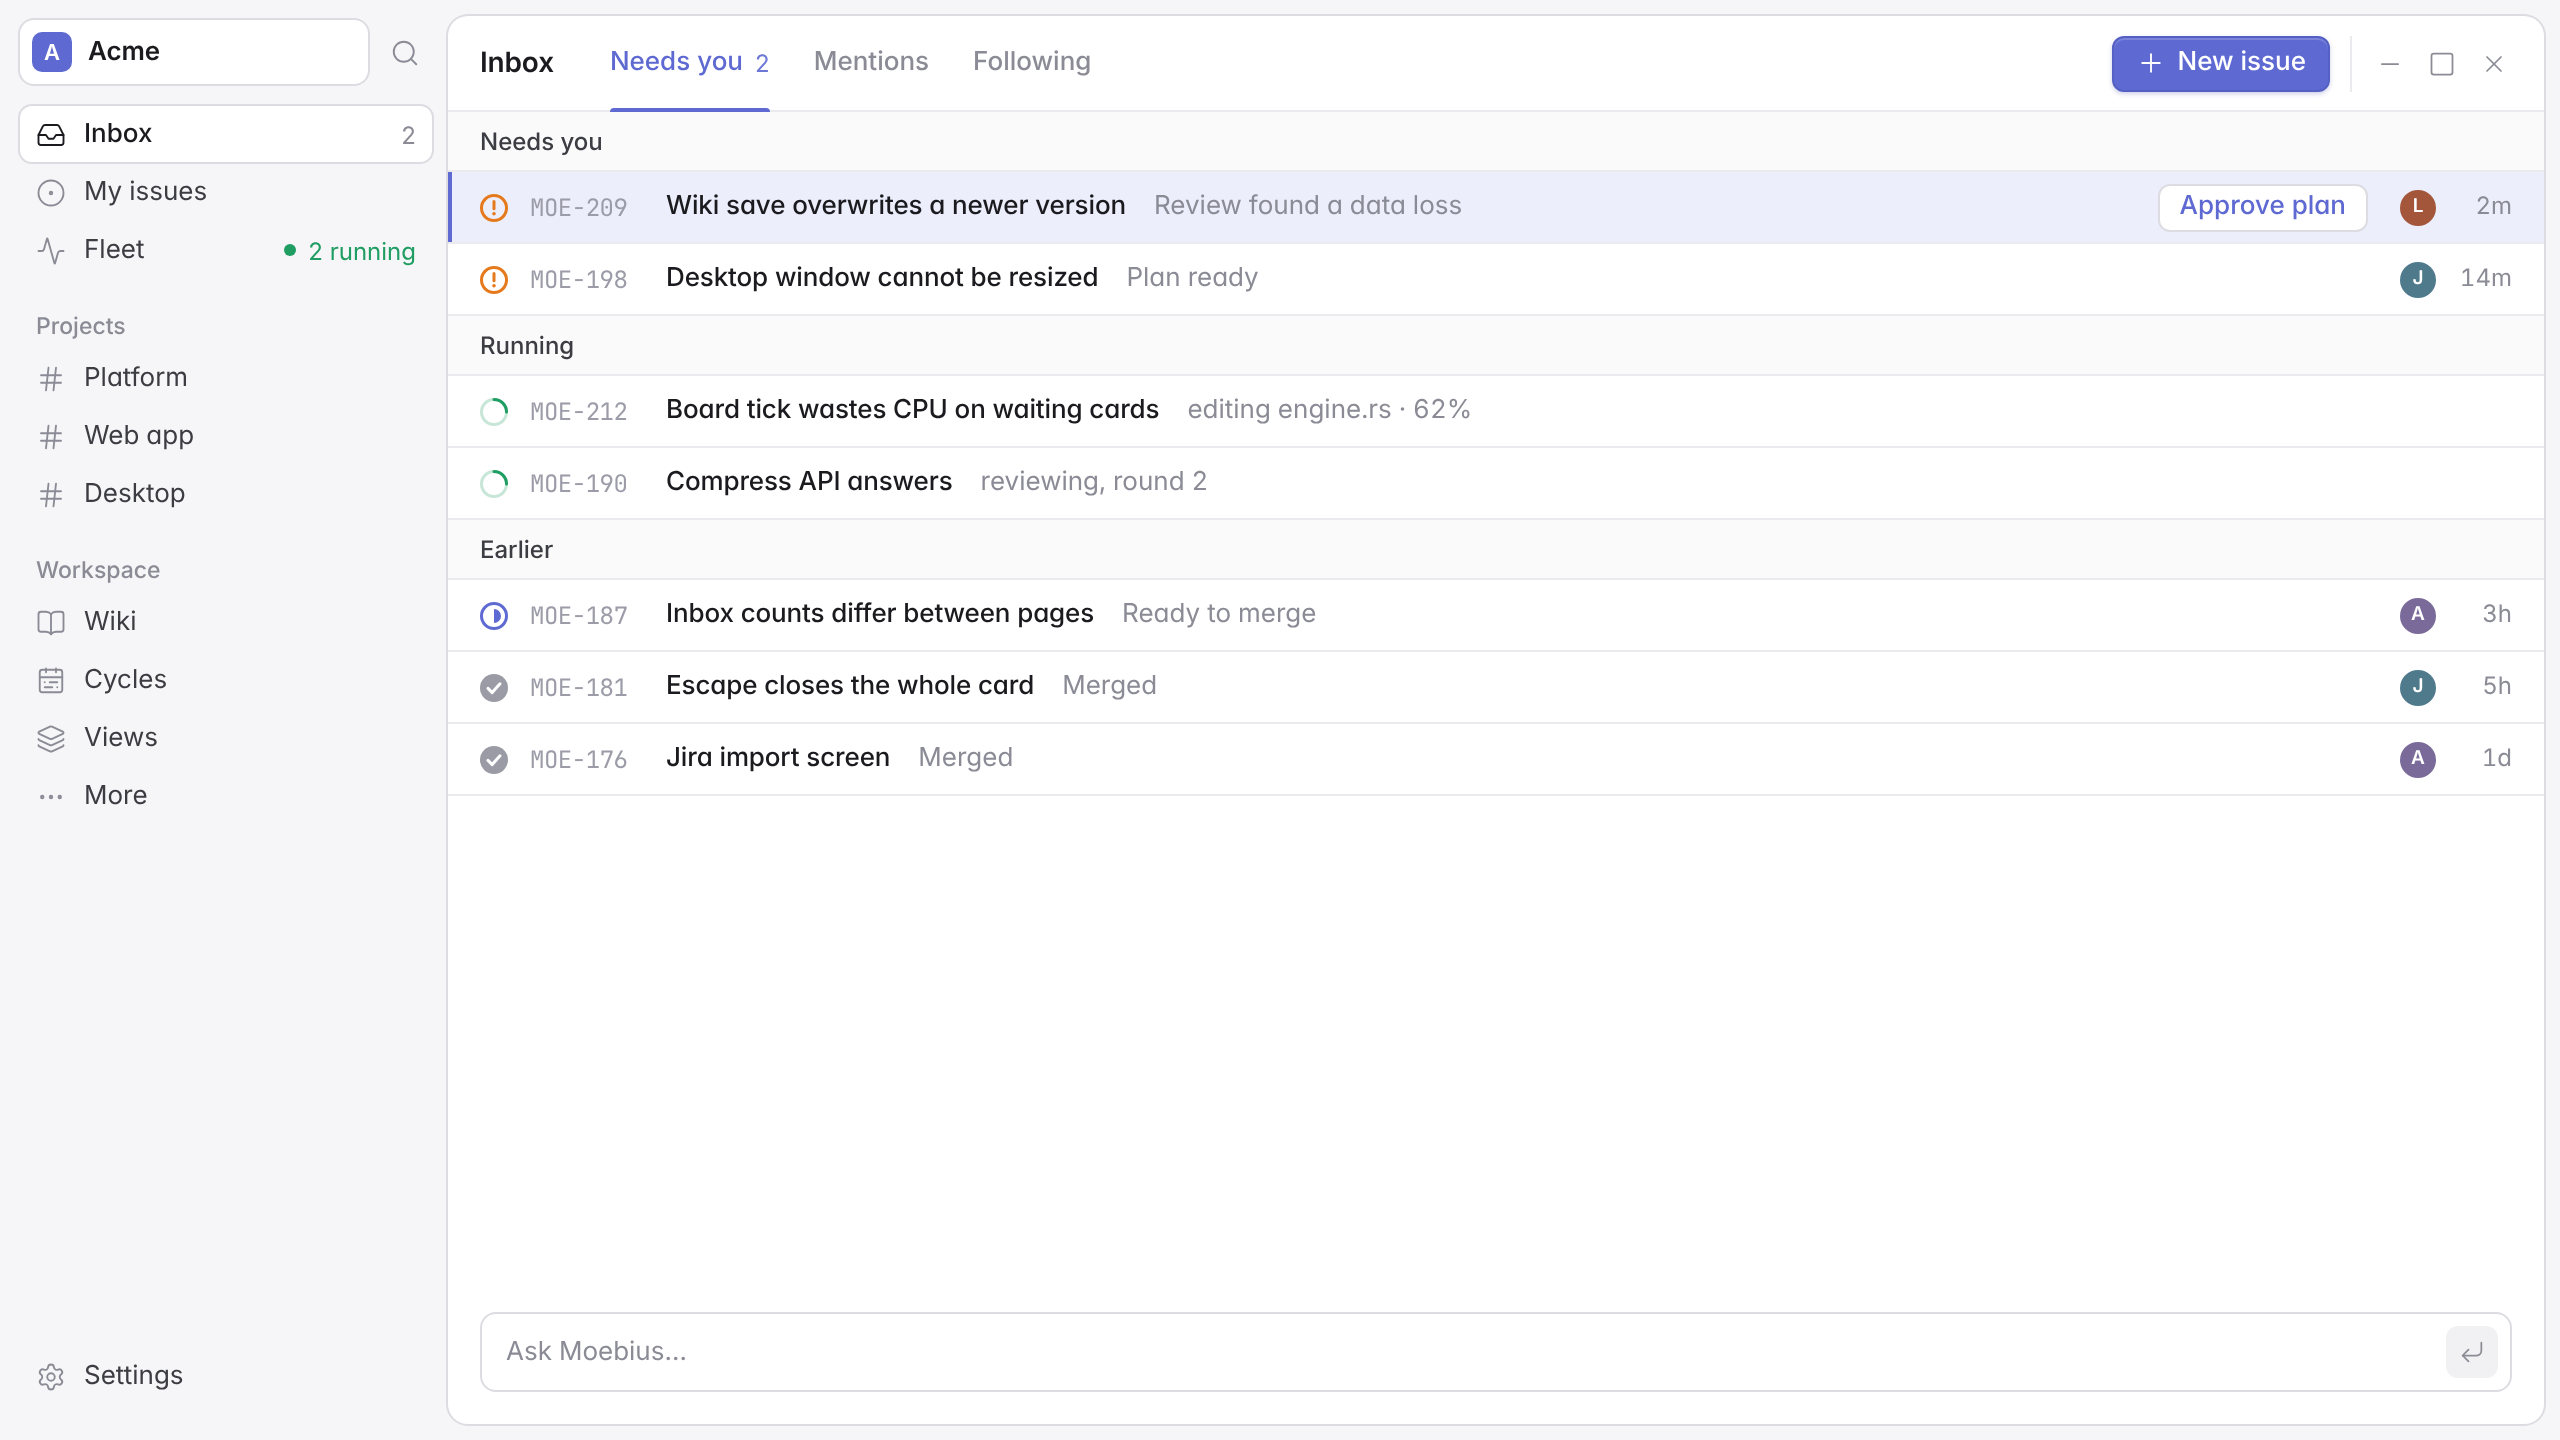 A Acme
Inbox 2
My issues
Fleet 2 running
Projects
Platform
Web app
Desktop
Workspace
Wiki
Cycles
Views
More
Settings
Inbox Needs you 2 Mentions Following New issue
Needs you
MOE-209 Wiki save overwrites a newer version Review found a data loss Approve plan L 2m
MOE-198 Desktop window cannot be resized Plan ready J 14m
Running
MOE-212 Board tick wastes CPU on waiting cards editing engine.rs · 62%
MOE-190 Compress API answers reviewing, round 2
Earlier
MOE-187 Inbox counts differ between pages Ready to merge A 3h
MOE-181 Escape closes the whole card Merged J 5h
MOE-176 Jira import screen Merged A 1d
Ask Moebius...